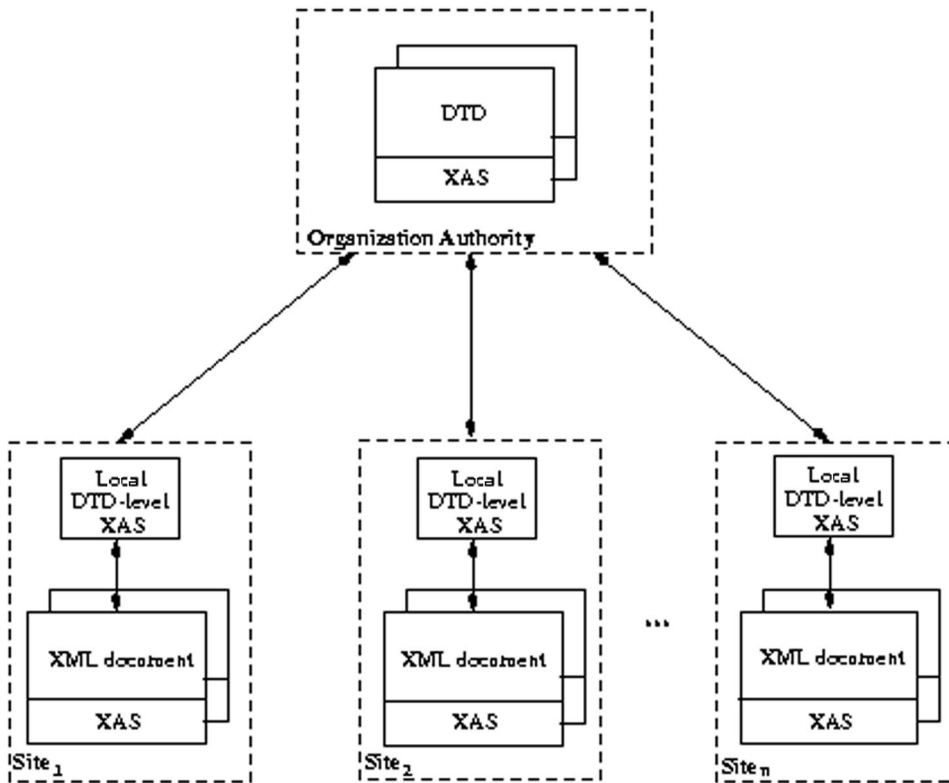 DTD
XAS
Organization Authority
Local
DTD-level
XAS
XML document
XAS
Site1
Local
DTD-level
XAS
XML document
XAS
Site2
...
Local
DTD-level
XAS
XML document
XAS
Siten